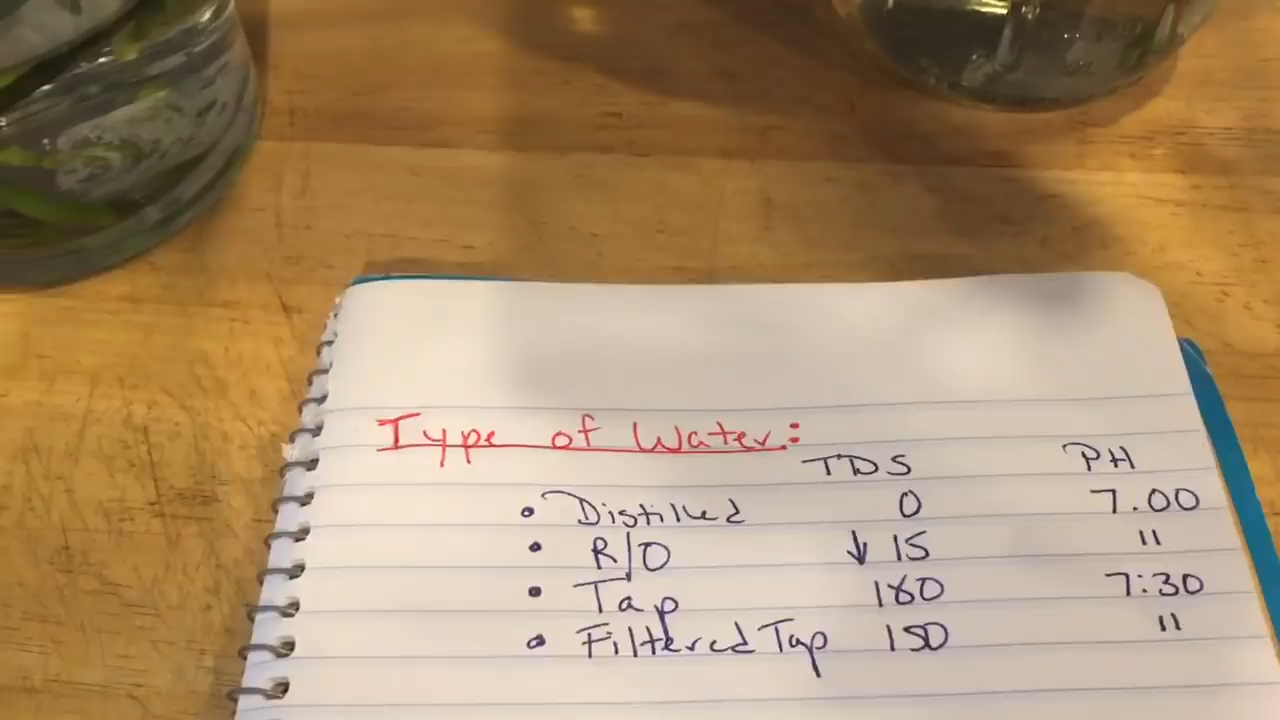 Type of Water:
TDS PH
• Distilled 0 7.00
• R/O ↓ 15 "
• Tap 180 7:30
• Filtered Tap 150 "